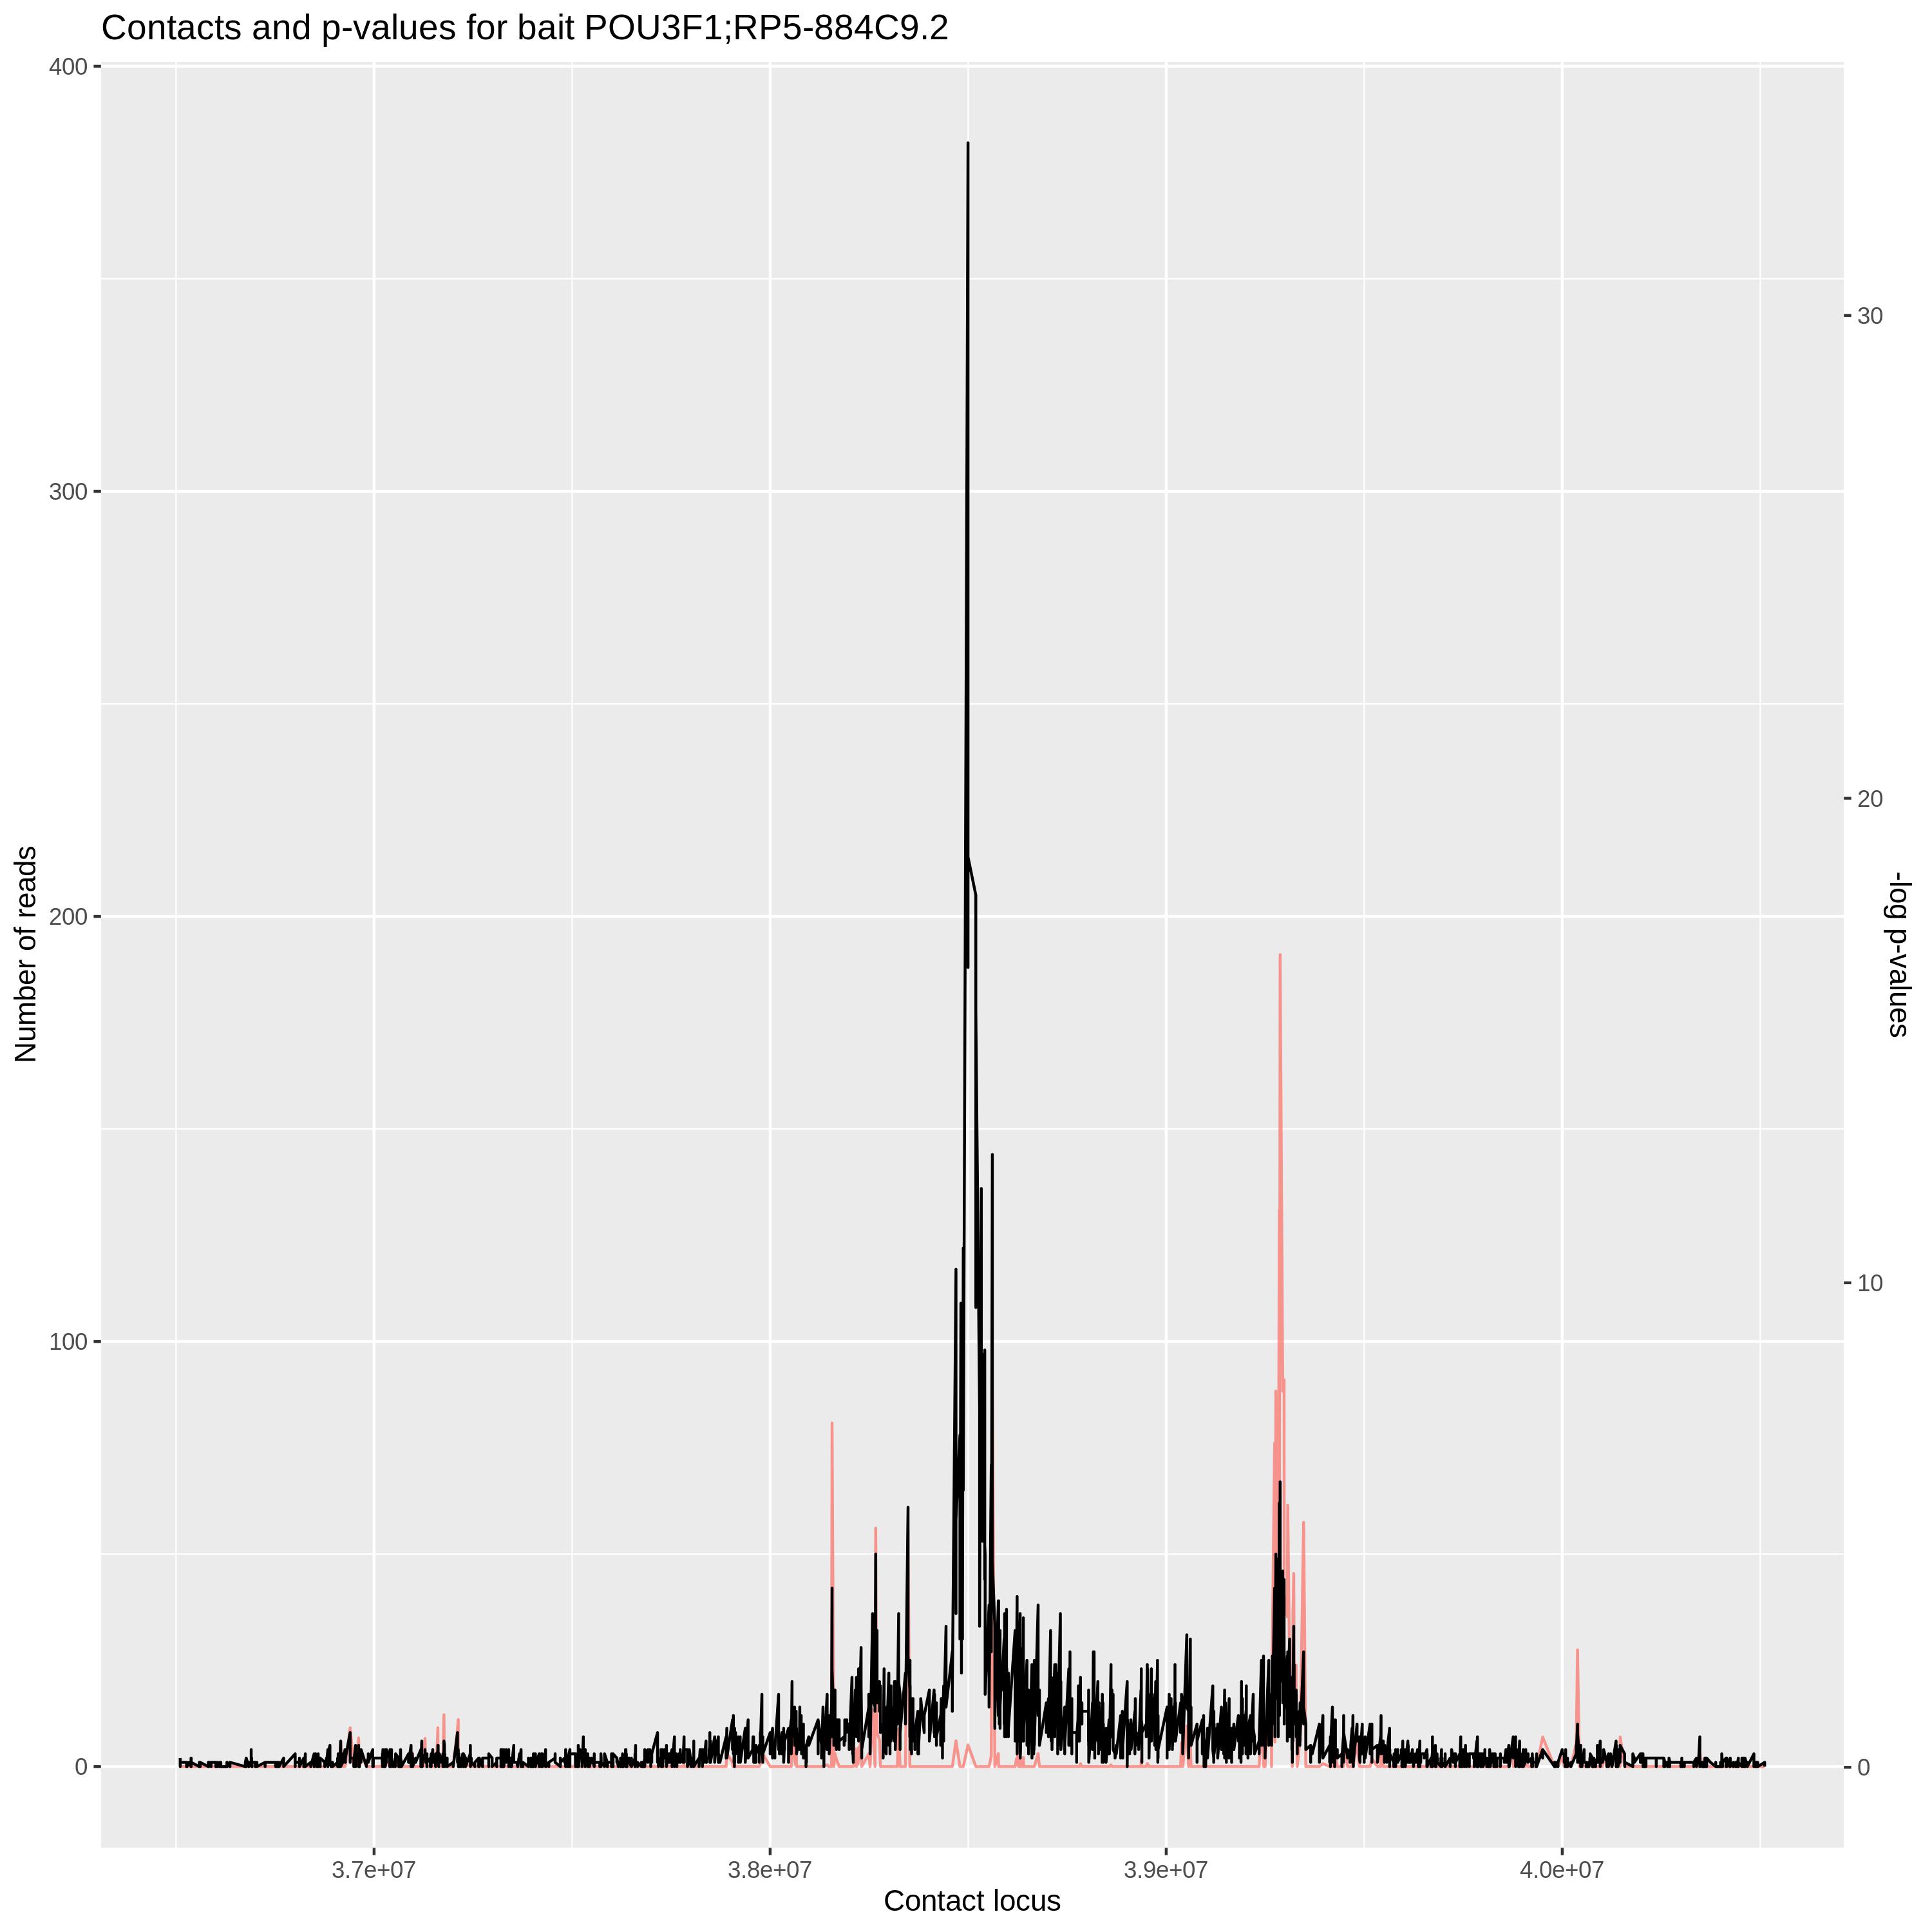 Contacts and p-values for bait POU3F1;RP5-884C9.2
400
300
200
100
0
Number of reads
30
20
10
0
-log p-values
3.7e+07
3.8e+07
3.9e+07
4.0e+07
Contact locus